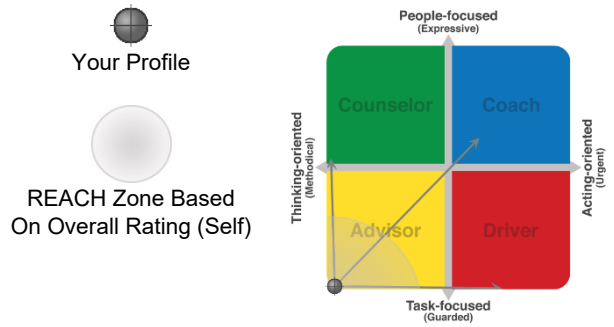 Your Profile
REACH Zone Based
On Overall Rating (Self)
People-focused
(Expressive)
Counselor
Coach
Thinking-oriented
(Methodical)
Acting-oriented
(Urgent)
Advisor
Driver
Task-focused
(Guarded)